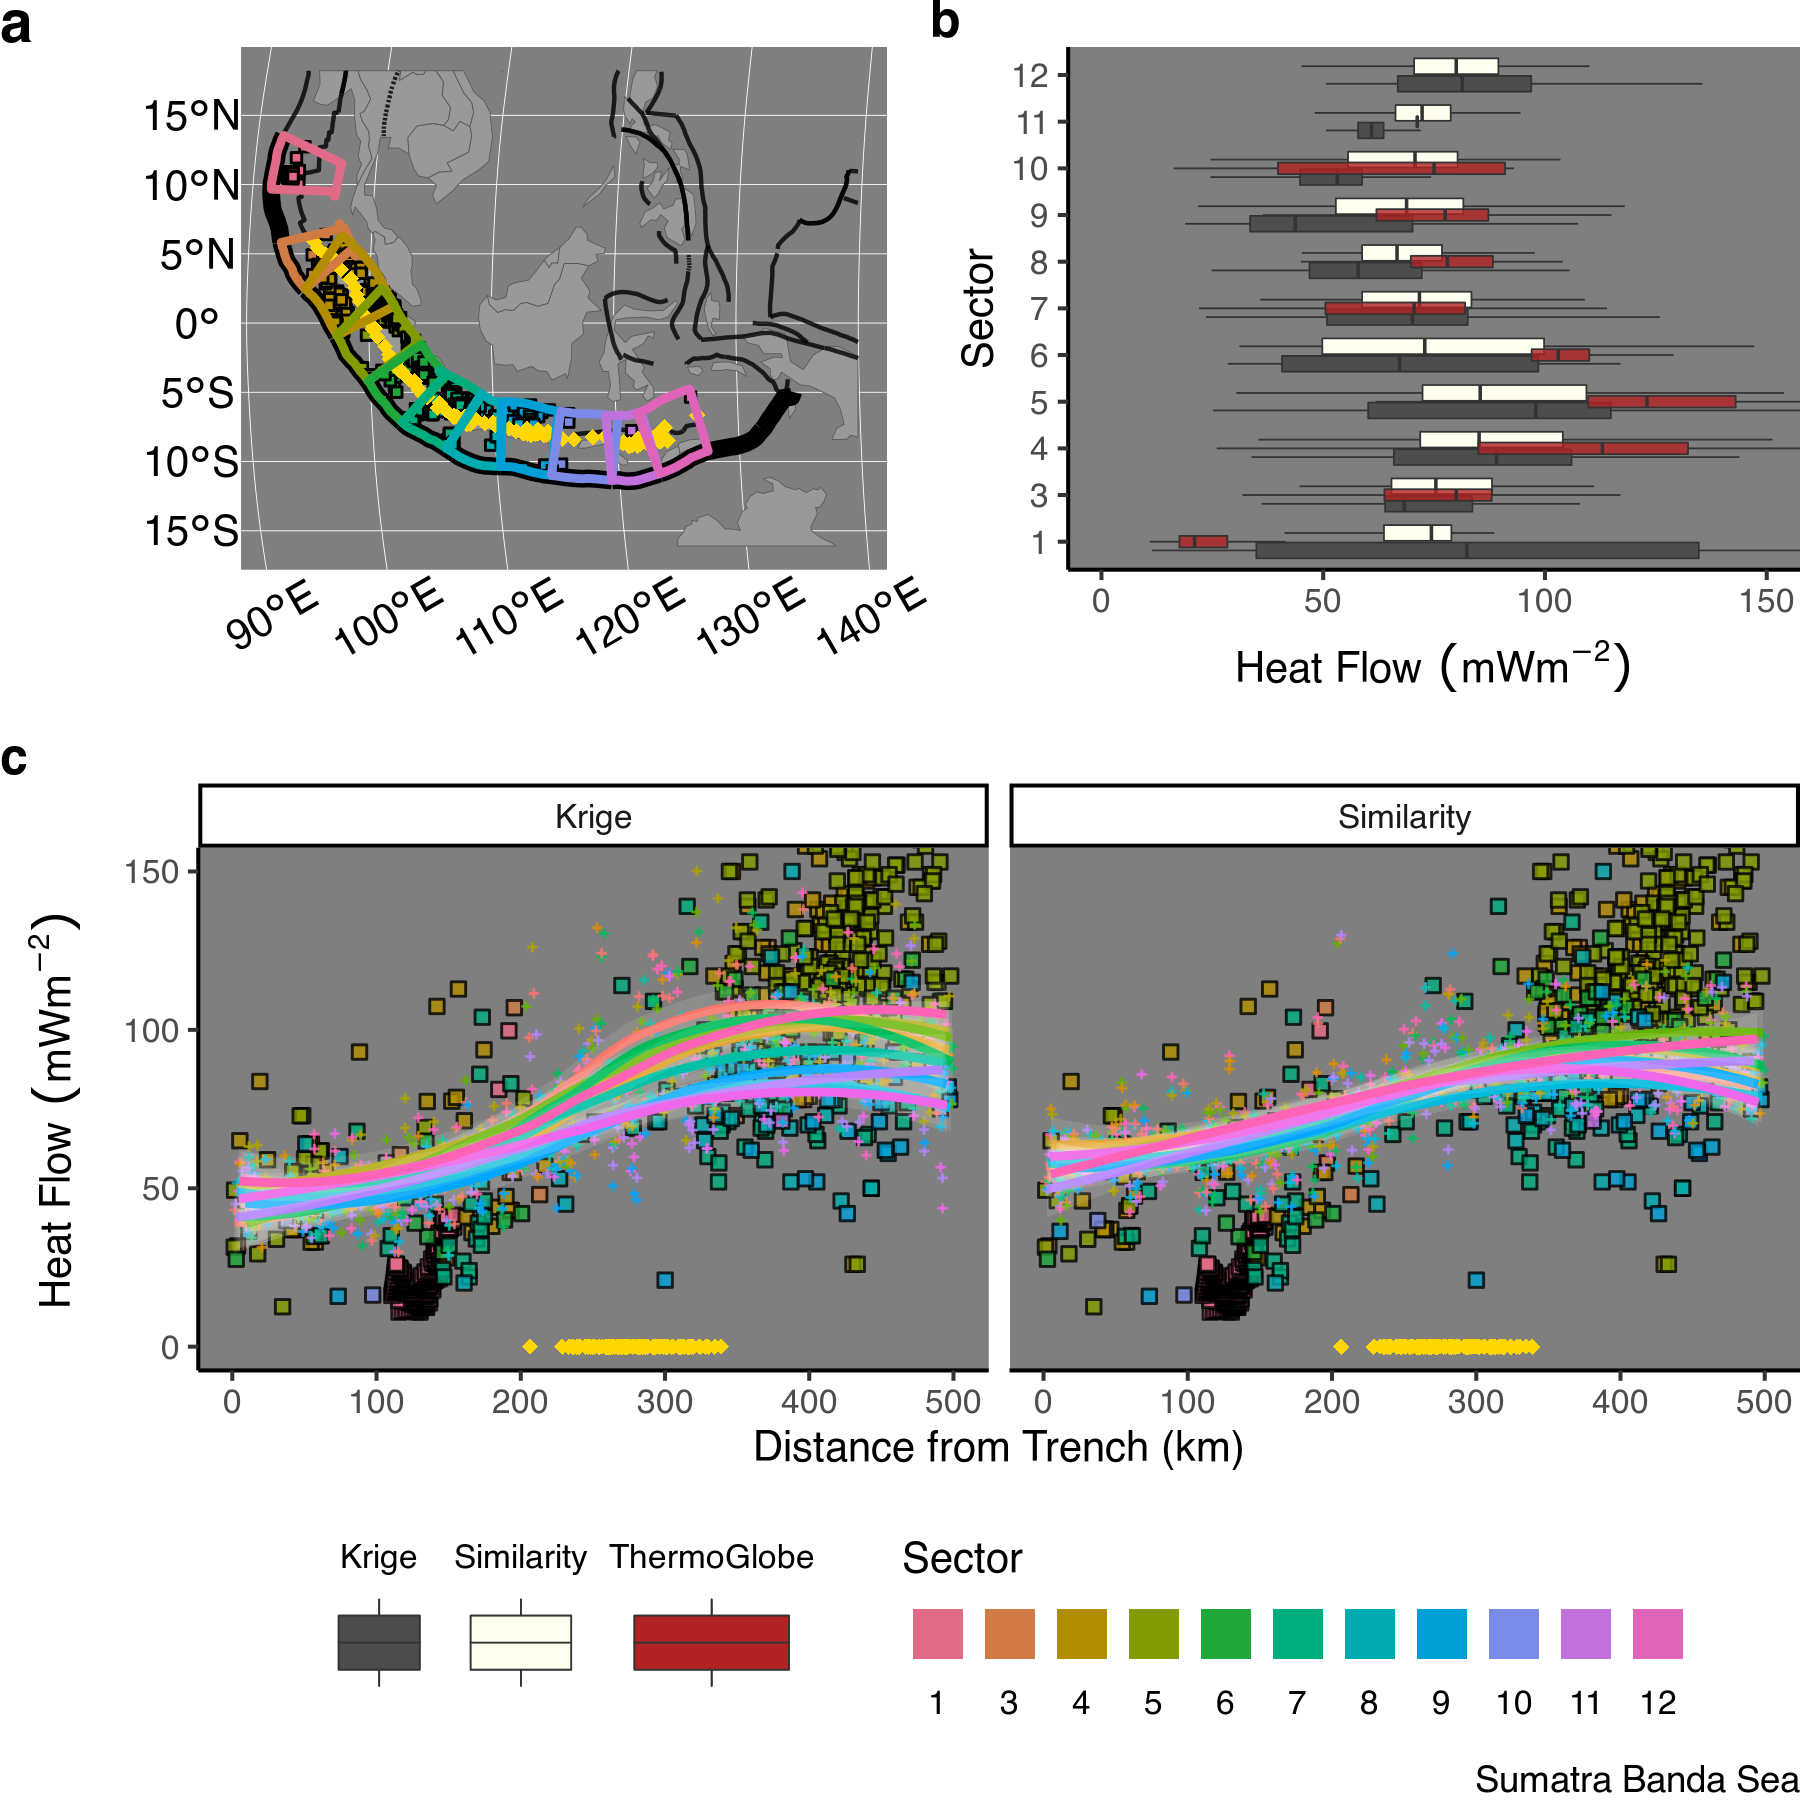 a
15°N
10°N
5°N
0°
5°S
10°S
15°S
90°E 100°E 110°E 120°E 130°E 140°E
b
Sector
12
11
10
9
8
7
6
5
4
3
1
0 50 100 150
Heat Flow (mWm−2)
c
Krige Similarity
Heat Flow (mWm−2)
150
100
50
0
0 100 200 300 400 500 0 100 200 300 400 500
Distance from Trench (km)
Krige Similarity ThermoGlobe
Sector
1 3 4 5 6 7 8 9 10 11 12
Sumatra Banda Sea